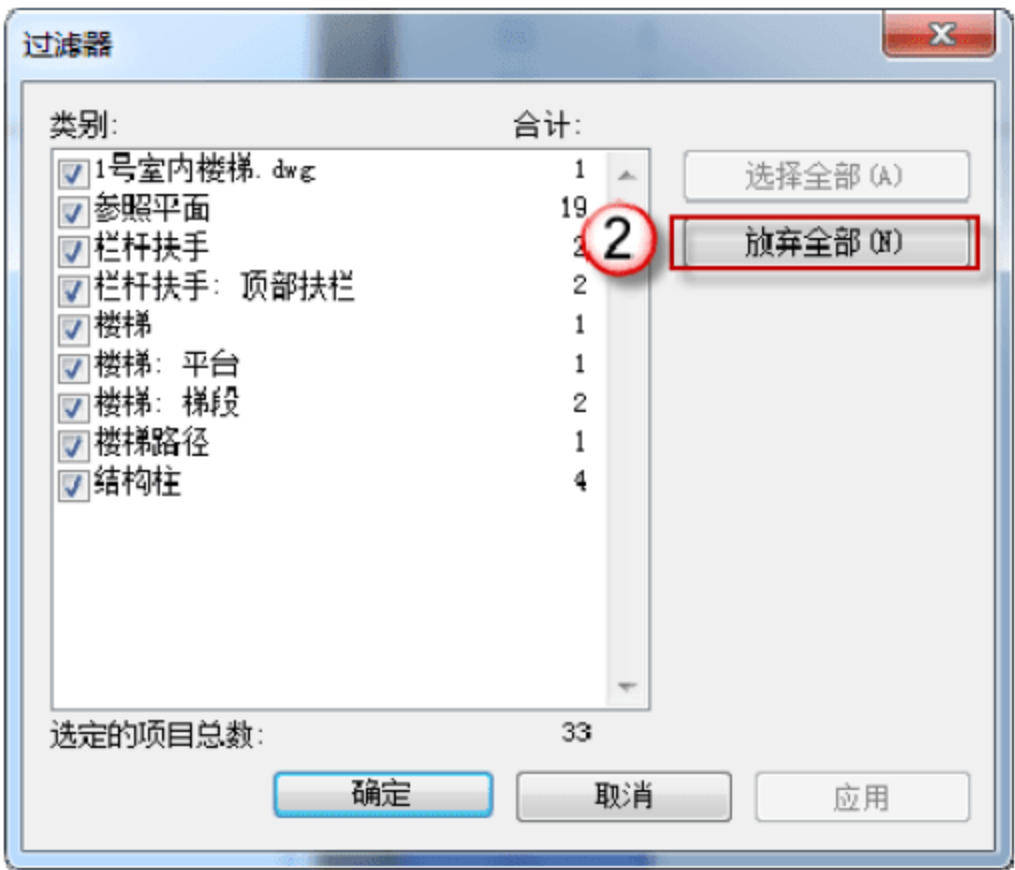 过滤器
类别: 合计:
1号室内楼梯.dwg 1
参照平面 19
栏杆扶手 2
栏杆扶手: 顶部扶栏 2
楼梯 1
楼梯: 平台 1
楼梯: 梯段 2
楼梯路径 1
结构柱 4
选择全部(A)
2
放弃全部(N)
选定的项目总数: 33
确定 取消 应用